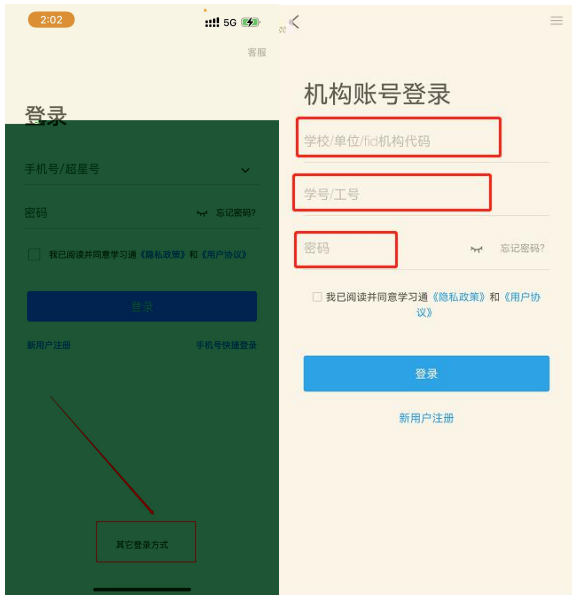 2:02
5G
客服
登录
手机号/超星号
密码
忘记密码?
我已阅读并同意学习通《隐私政策》和《用户协议》
登录
新用户注册
手机号快捷登录
其它登录方式
机构账号登录
学校/单位/fid机构代码
学号/工号
密码
忘记密码?
我已阅读并同意学习通《隐私政策》和《用户协
议》
登录
新用户注册